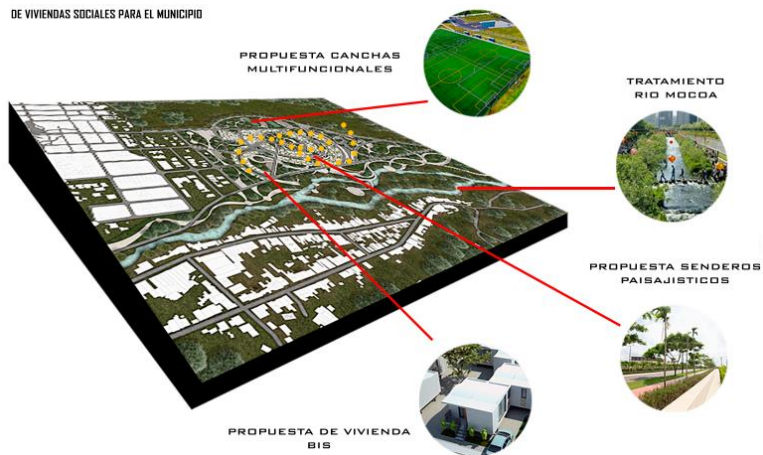 DE VIVIENDAS SOCIALES PARA EL MUNICIPIO
PROPUESTA CANCHAS
MULTIFUNCIONALES
TRATAMIENTO
RIO MOCOA
PROPUESTA SENDEROS
PAISAJISTICOS
PROPUESTA DE VIVIENDA
BIS